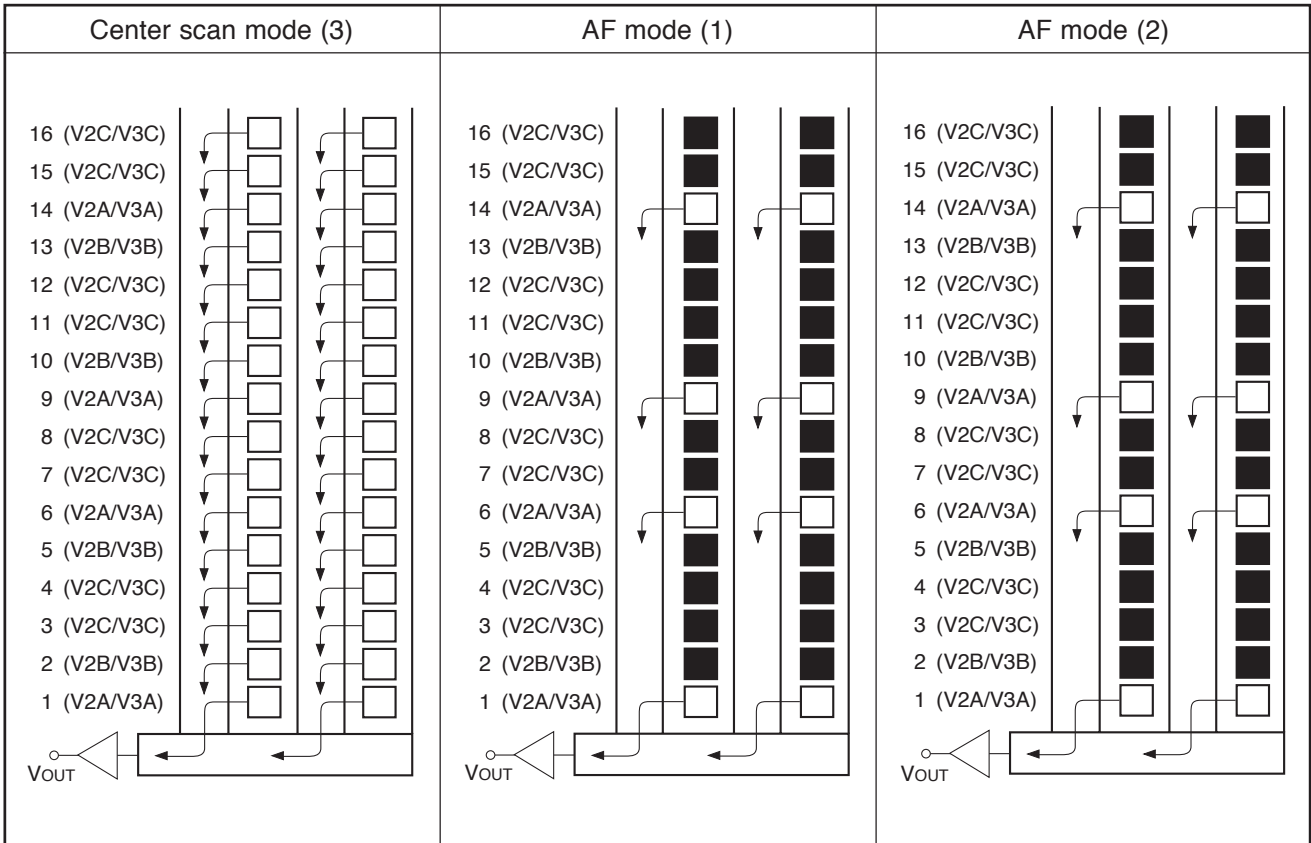 Center scan mode (3)
16 (V2C/V3C)
15 (V2C/V3C)
14 (V2A/V3A)
13 (V2B/V3B)
12 (V2C/V3C)
11 (V2C/V3C)
10 (V2B/V3B)
9 (V2A/V3A)
8 (V2C/V3C)
7 (V2C/V3C)
6 (V2A/V3A)
5 (V2B/V3B)
4 (V2C/V3C)
3 (V2C/V3C)
2 (V2B/V3B)
1 (V2A/V3A)
VOUT
AF mode (1)
16 (V2C/V3C)
15 (V2C/V3C)
14 (V2A/V3A)
13 (V2B/V3B)
12 (V2C/V3C)
11 (V2C/V3C)
10 (V2B/V3B)
9 (V2A/V3A)
8 (V2C/V3C)
7 (V2C/V3C)
6 (V2A/V3A)
5 (V2B/V3B)
4 (V2C/V3C)
3 (V2C/V3C)
2 (V2B/V3B)
1 (V2A/V3A)
VOUT
AF mode (2)
16 (V2C/V3C)
15 (V2C/V3C)
14 (V2A/V3A)
13 (V2B/V3B)
12 (V2C/V3C)
11 (V2C/V3C)
10 (V2B/V3B)
9 (V2A/V3A)
8 (V2C/V3C)
7 (V2C/V3C)
6 (V2A/V3A)
5 (V2B/V3B)
4 (V2C/V3C)
3 (V2C/V3C)
2 (V2B/V3B)
1 (V2A/V3A)
VOUT